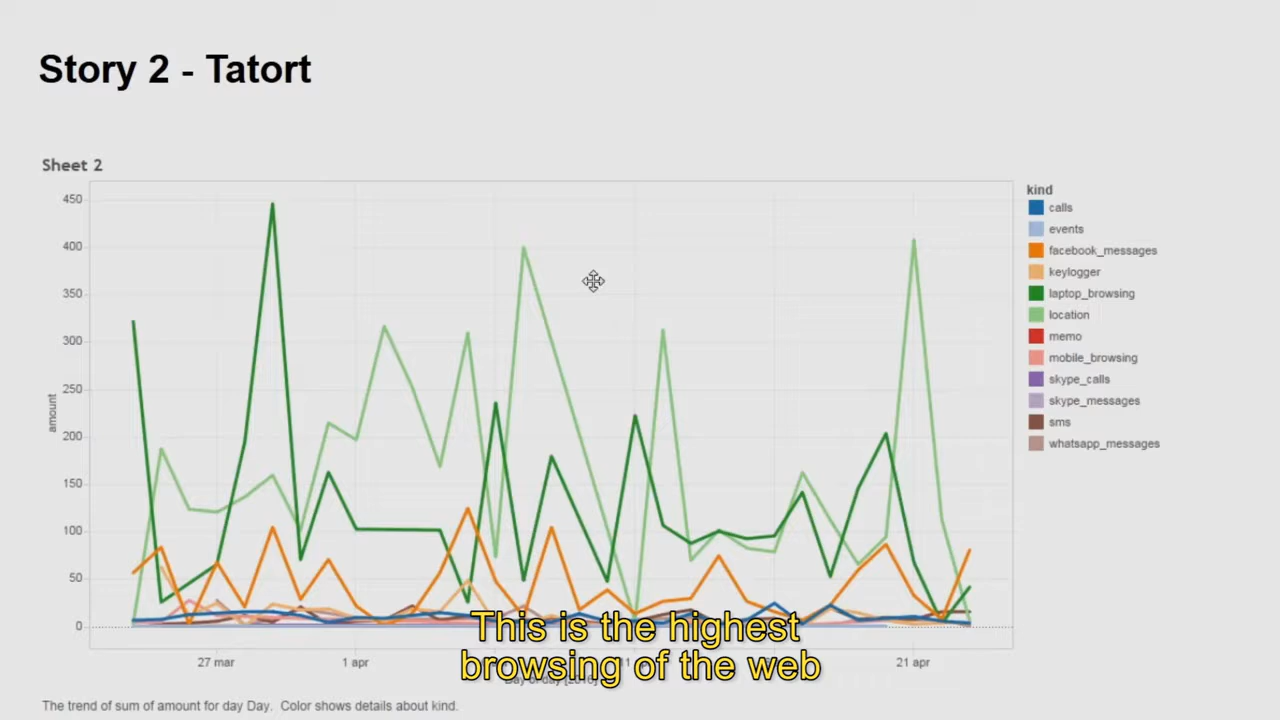 Story 2 - Tatort
Sheet 2
450
400
350
300
250
200
150
100
50
0
amount
27 mar
1 apr
21 apr
kind
calls
events
facebook_messages
keylogger
laptop_browsing
location
memo
mobile_browsing
skype_calls
skype_messages
sms
whatsapp_messages
This is the highest
browsing of the web
The trend of sum of amount for day Day. Color shows details about kind.